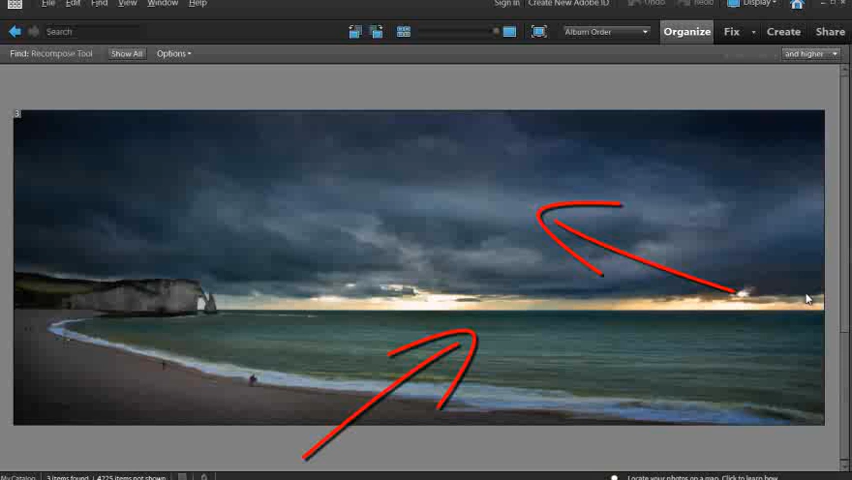 File Edit Find View Window Help Sign In Create New Adobe ID Undo Redo Display
Search Album Order Organize Fix Create Share
Find: Recompose Tool Show All Options and higher
3
My Catalog 3 items found 4225 items not shown Locate your photos on a map. Click to learn how